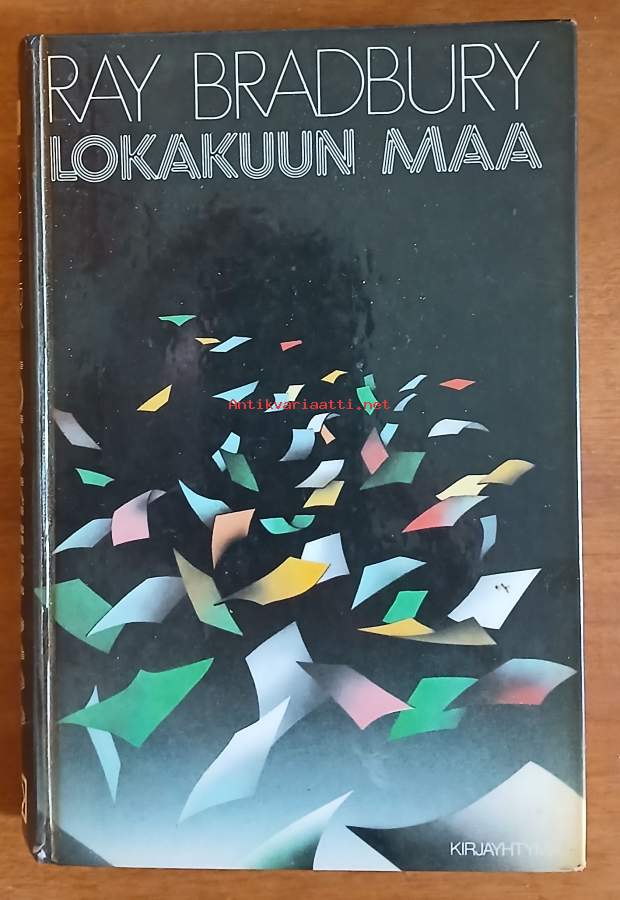 RAY BRADBURY
LOKAKUUN MAA
Antikvariaatti.net